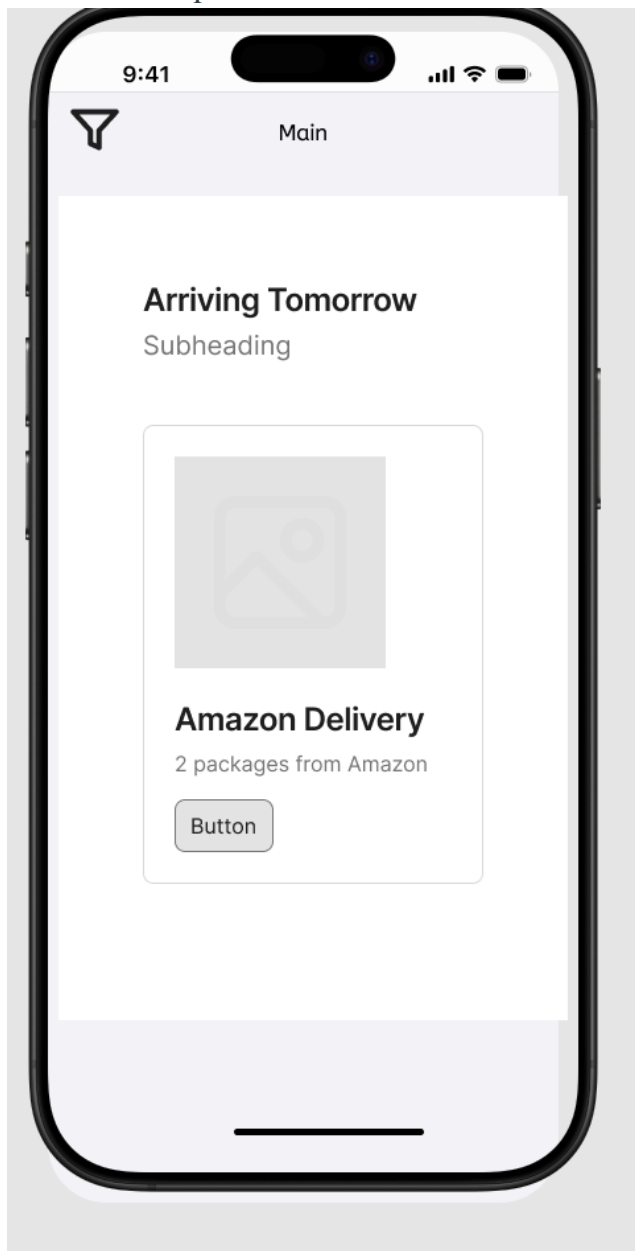 9:41
Main
Arriving Tomorrow
Subheading
Amazon Delivery
2 packages from Amazon
Button